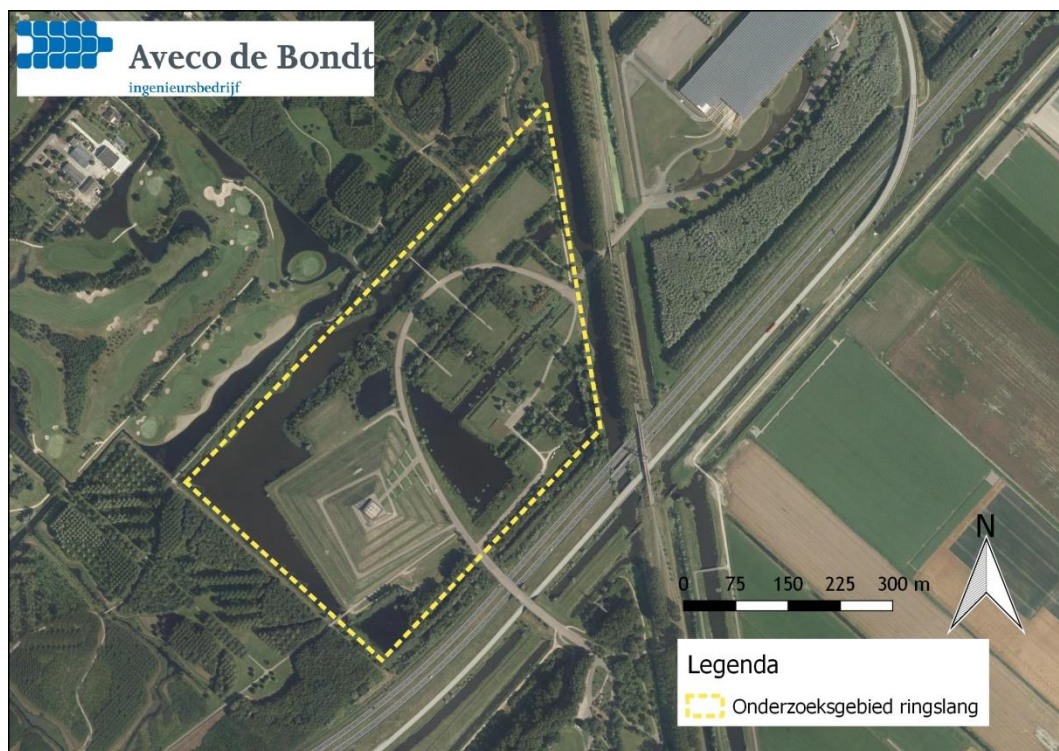 Aveco de Bondt
ingenieursbedrijf
N
0 75 150 225 300 m
Legenda
Onderzoeksgebied ringslang